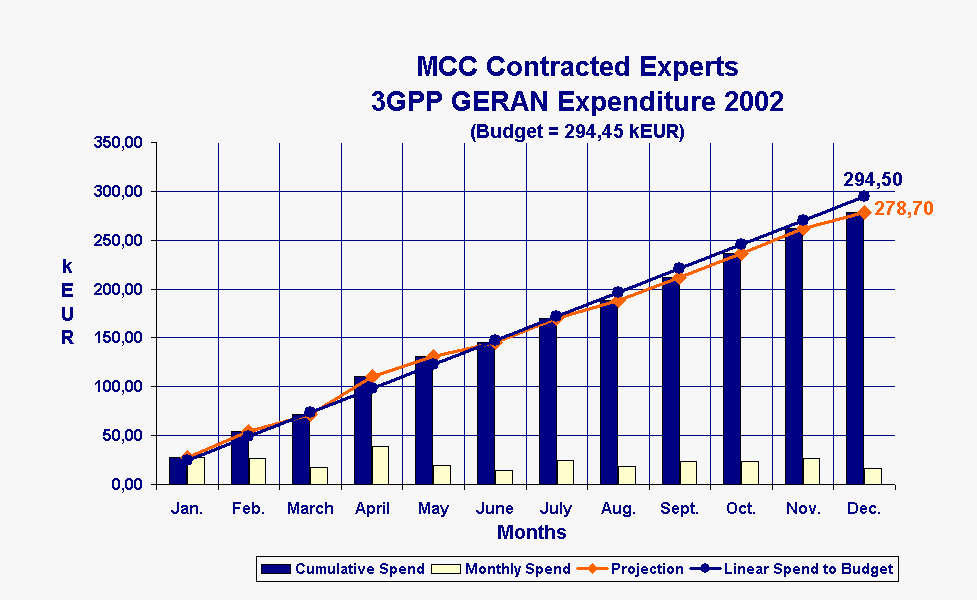 MCC Contracted Experts
3GPP GERAN Expenditure 2002
(Budget = 294,45 kEUR)
350,00
300,00
250,00
200,00
150,00
100,00
50,00
0,00
k
E
U
R
294,50
278,70
Jan. Feb. March April May June July Aug. Sept. Oct. Nov. Dec.
Months
Cumulative Spend Monthly Spend Projection Linear Spend to Budget